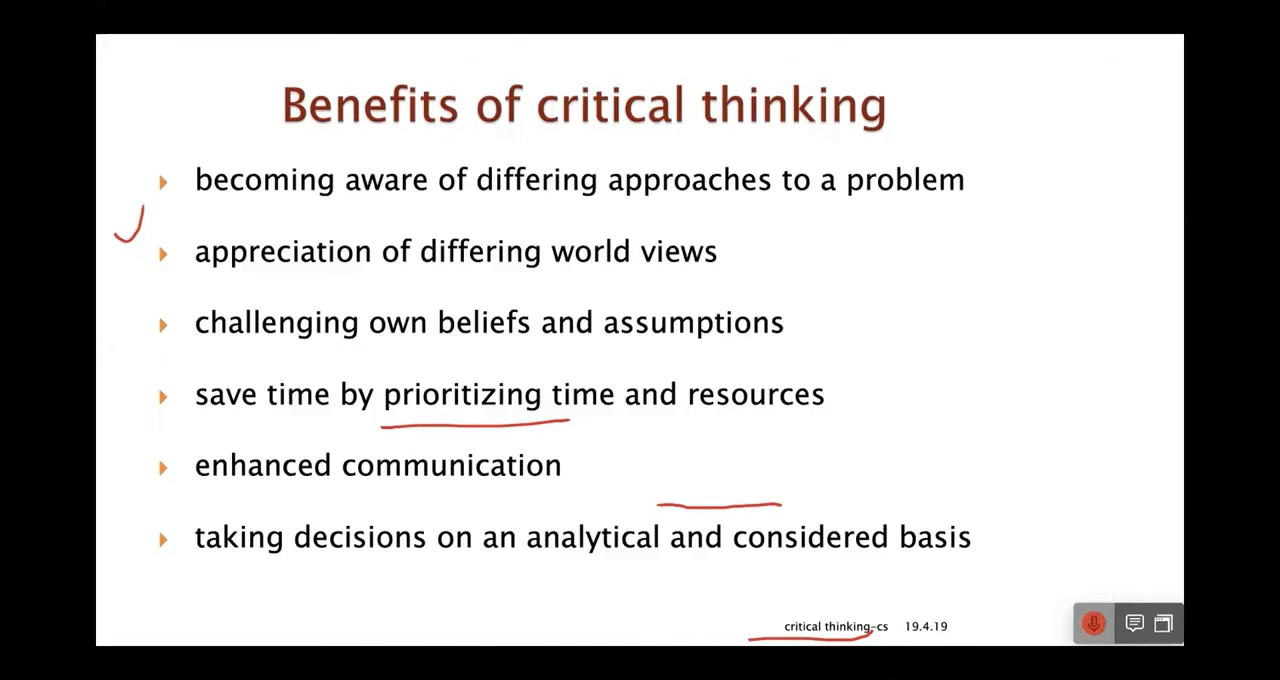 Benefits of critical thinking
becoming aware of differing approaches to a problem
appreciation of differing world views
challenging own beliefs and assumptions
save time by prioritizing time and resources
enhanced communication
taking decisions on an analytical and considered basis
critical thinking-cs 19.4.19